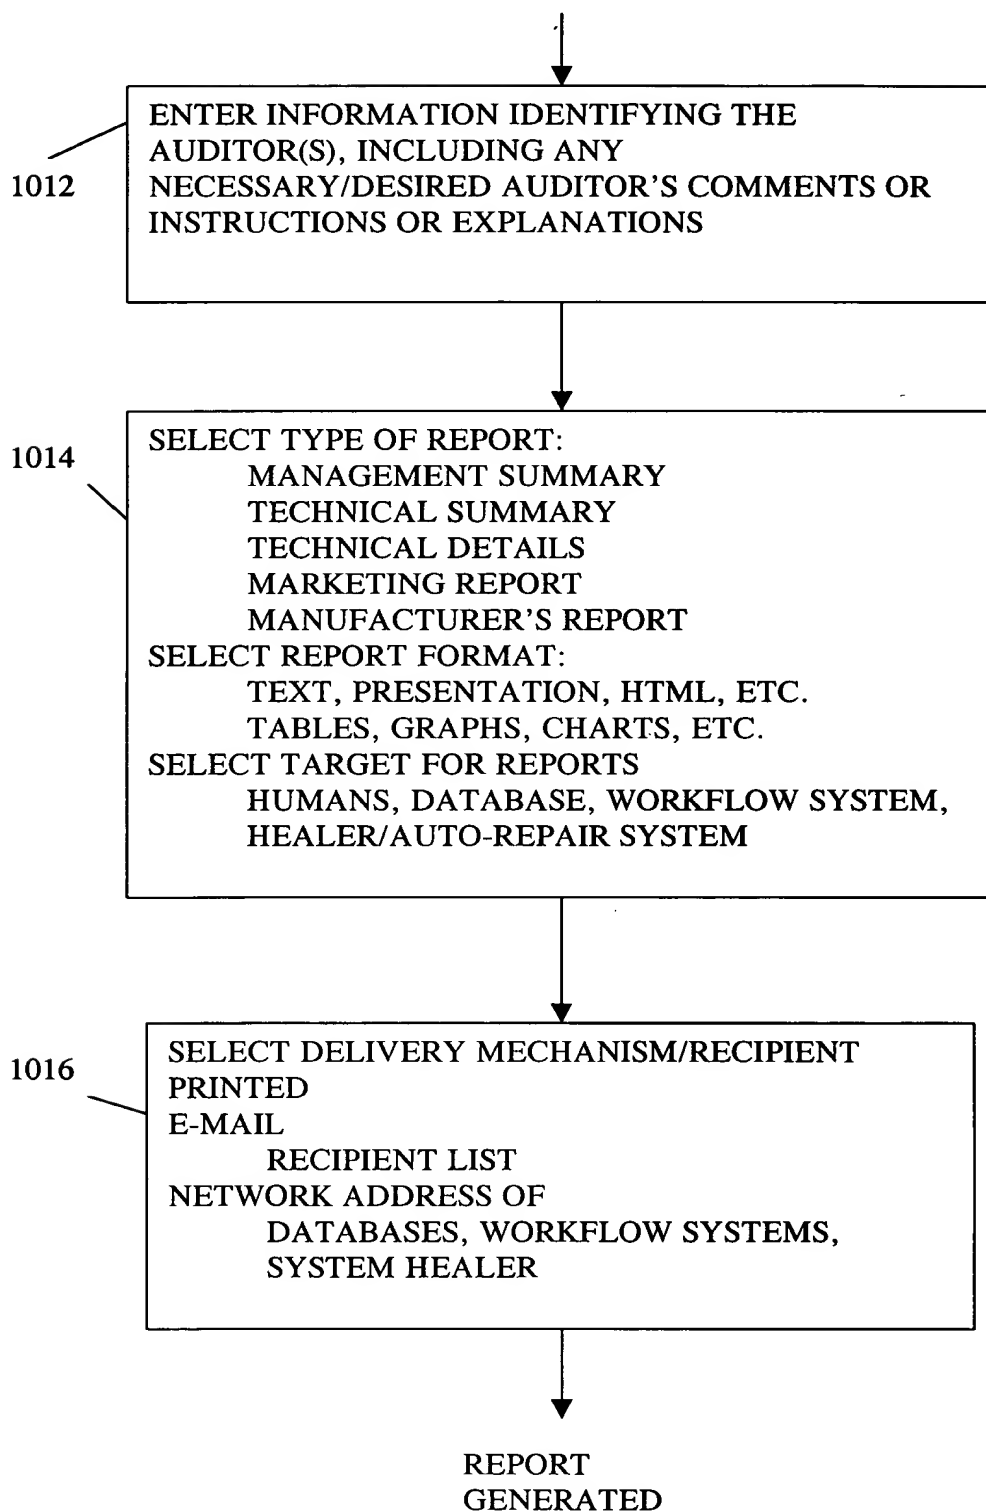 1012
ENTER INFORMATION IDENTIFYING THE
AUDITOR(S), INCLUDING ANY
NECESSARY/DESIRED AUDITOR'S COMMENTS OR
INSTRUCTIONS OR EXPLANATIONS
1014
SELECT TYPE OF REPORT:
MANAGEMENT SUMMARY
TECHNICAL SUMMARY
TECHNICAL DETAILS
MARKETING REPORT
MANUFACTURER'S REPORT
SELECT REPORT FORMAT:
TEXT, PRESENTATION, HTML, ETC.
TABLES, GRAPHS, CHARTS, ETC.
SELECT TARGET FOR REPORTS
HUMANS, DATABASE, WORKFLOW SYSTEM,
HEALER/AUTO-REPAIR SYSTEM
1016
SELECT DELIVERY MECHANISM/RECIPIENT
PRINTED
E-MAIL
RECIPIENT LIST
NETWORK ADDRESS OF
DATABASES, WORKFLOW SYSTEMS,
SYSTEM HEALER
REPORT
GENERATED